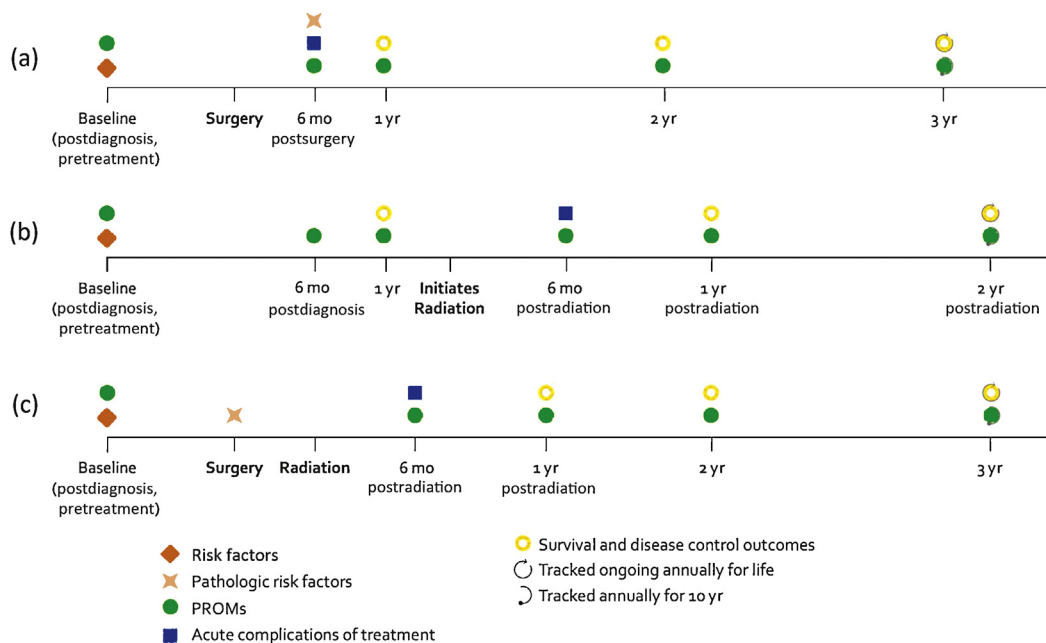 (a)
Baseline
(postdiagnosis,
pretreatment)
Surgery
6 mo
postsurgery
1 yr
2 yr
3 yr
(b)
Baseline
(postdiagnosis,
pretreatment)
6 mo
postdiagnosis
1 yr
Initiates
Radiation
6 mo
postradiation
1 yr
postradiation
2 yr
postradiation
(c)
Baseline
(postdiagnosis,
pretreatment)
Surgery
Radiation
6 mo
postradiation
1 yr
postradiation
2 yr
3 yr
Risk factors
Pathologic risk factors
PROMs
Acute complications of treatment
Survival and disease control outcomes
Tracked ongoing annually for life
Tracked annually for 10 yr